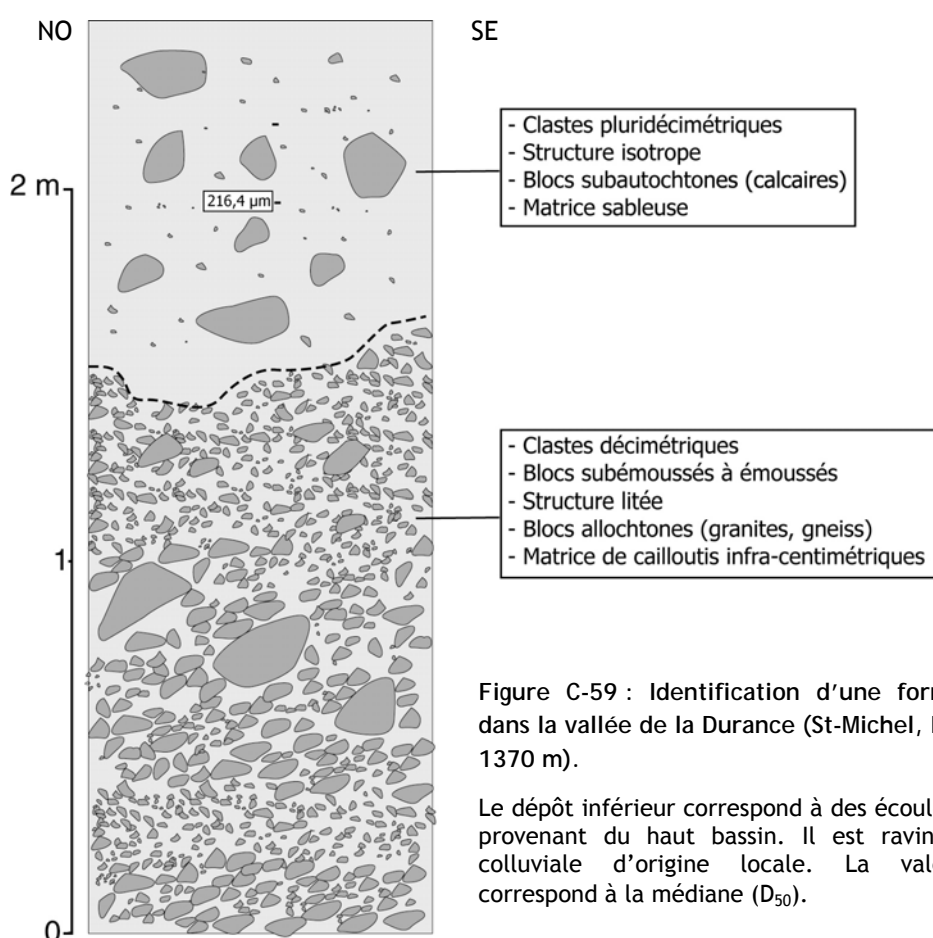 NO
SE
- Clastes pluridécimétriques
- Structure isotrope
- Blocs subautochtones (calcaires)
- Matrice sableuse
2 m
216,4 µm
- Clastes décimétriques
- Blocs subémoussés à émoussés
- Structure litée
- Blocs allochtones (granites, gneiss)
- Matrice de cailloutis infra-centimétriques
1
Figure C-59 : Identification d'une
dans la vallée de la Durance (St-Michel,
1370 m).
Le dépôt inférieur correspond à des
provenant du haut bassin. Il est
colluviale d'origine locale. La
correspond à la médiane (D₅₀).
0